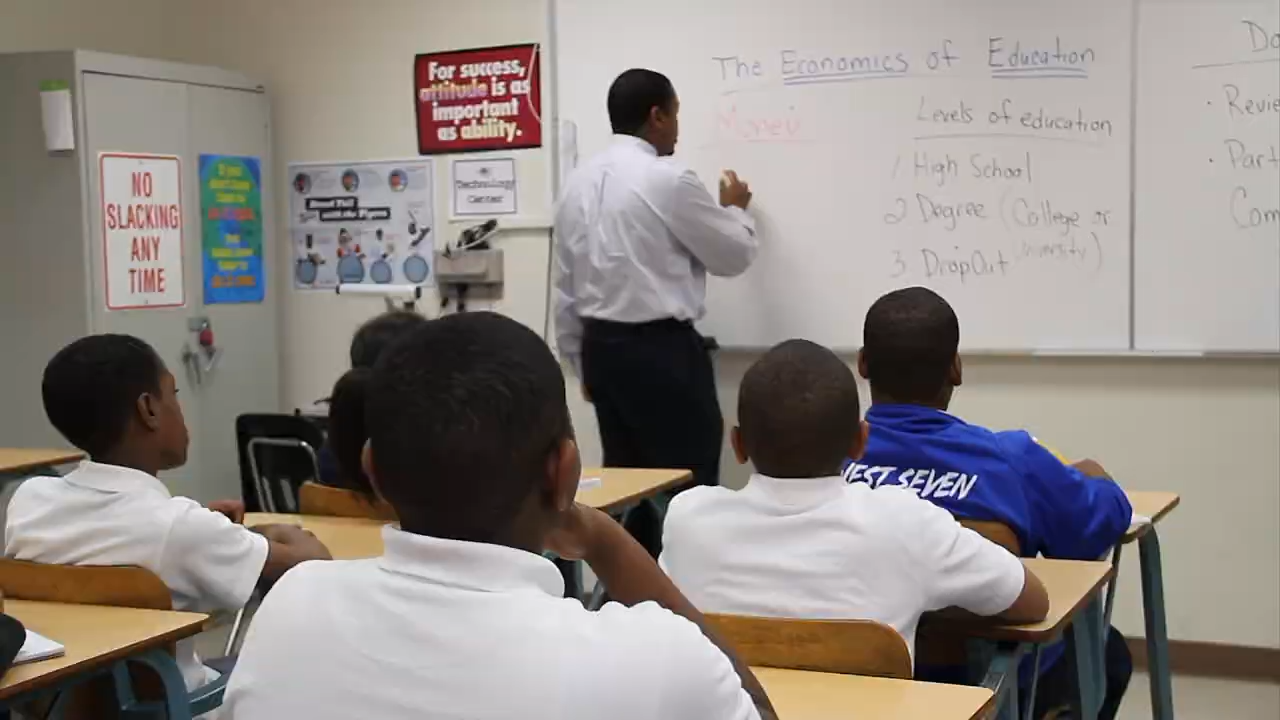 For success,
attitude is as
important
as ability.
NO
SLACKING
ANY
TIME
Technology
Center
The Economics of Education
Money
Levels of education
1 High School
2 Degree (College or
University)
3 DropOut
Do
· Revie
· Part
Com
WEST SEVEN